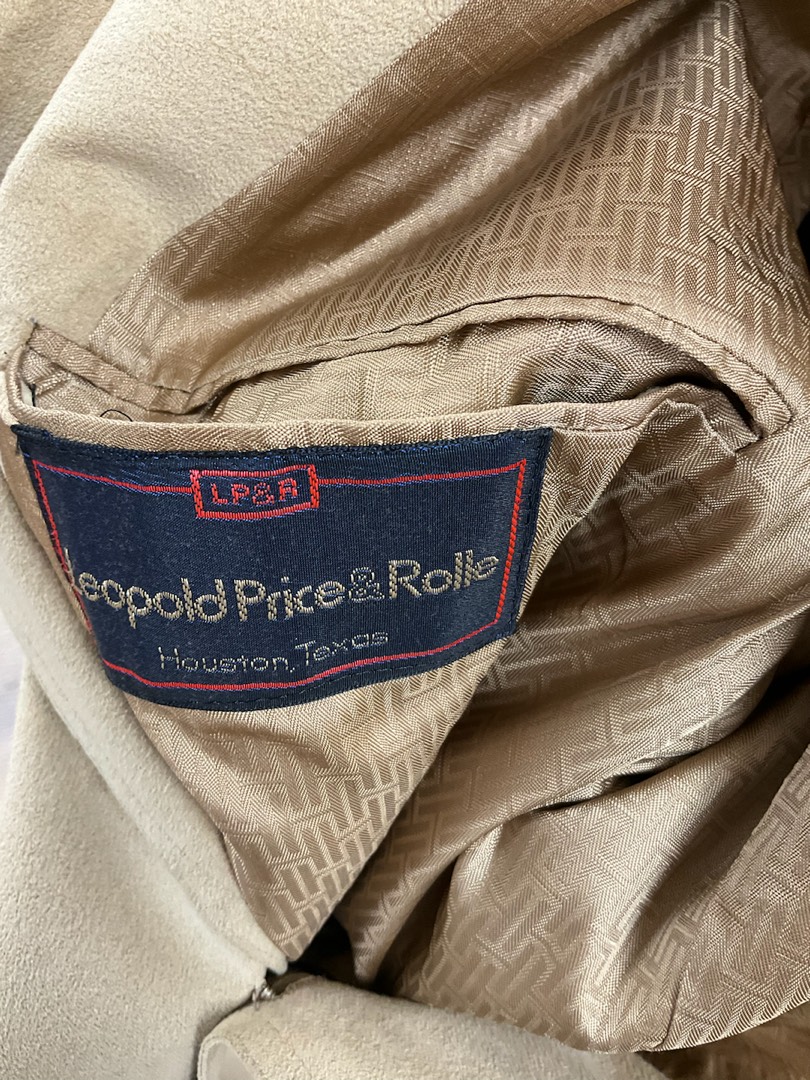 LP&R
Leopold Price & Rolle
Houston, Texas